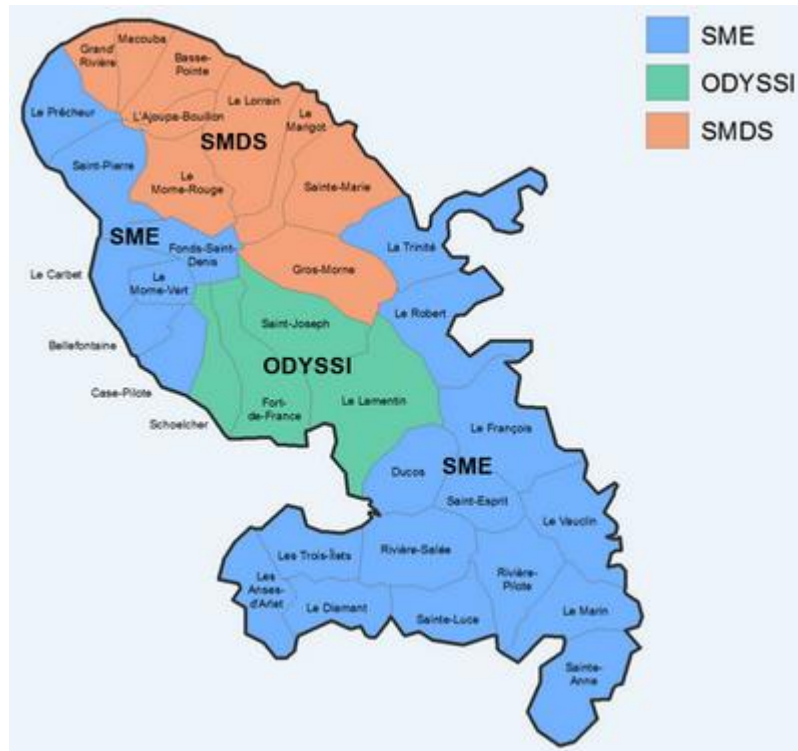 SME
ODYSSI
SMDS
Grand'
Rivière
Macouba
Basse-
Pointe
Le Prêcheur
L'Ajoupa-Bouillon
Le Lorrain
Le
Marigot
SMDS
Saint-Pierre
Le
Morne-Rouge
Sainte-Marie
SME
Fonds-Saint-
Denis
La Trinité
Le Carbet
Le
Morne-Vert
Gros-Morne
Le Robert
Bellefontaine
Saint-Joseph
ODYSSI
Case-Pilote
Fort-
de-France
Le Lamentin
Schoelcher
Le François
Ducos
SME
Saint-Esprit
Le Vauclin
Les Trois-Îlets
Rivière-Salée
Les
Anses-
d'Arlet
Rivière-
Pilote
Le Diamant
Sainte-Luce
Le Marin
Sainte-
Anne